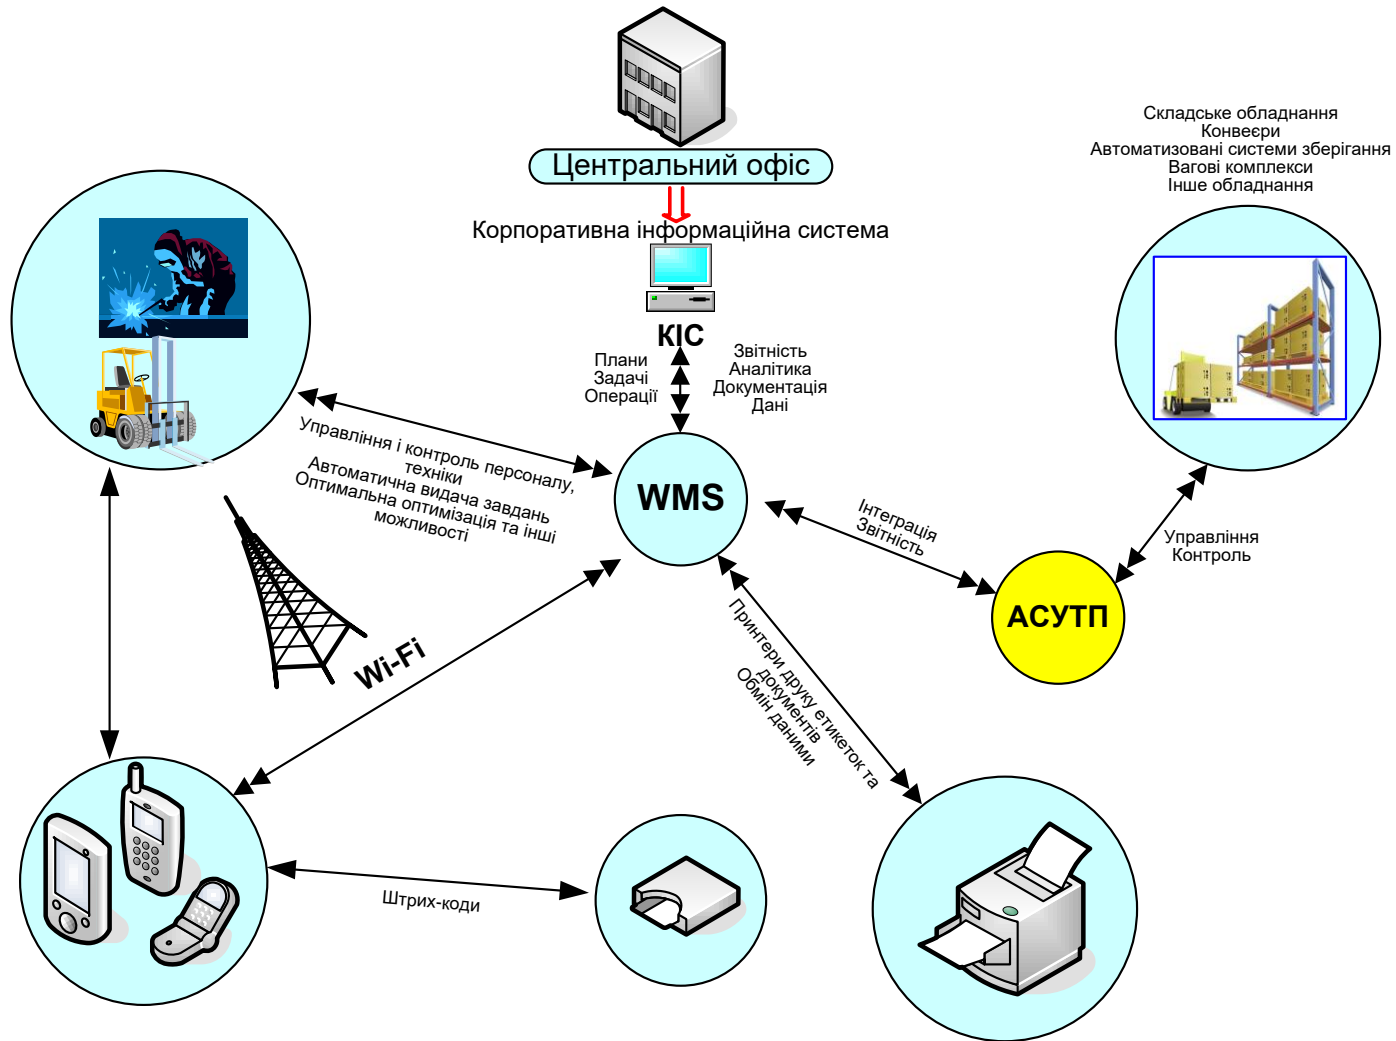 Центральний офіс
Корпоративна інформаційна система
КІС
Плани
Задачі
Операції
Звітність
Аналітика
Документація
Дані
Складське обладнання
Конвеєри
Автоматизовані системи зберігання
Вагові комплекси
Інше обладнання
Управління і контроль персоналу,
техніки
Автоматична видача завдань
Оптимальна оптимізація та інші
можливості
WMS
Інтеграція
Звітність
Управління
Контроль
АСУТП
Wi-Fi
Принтери друку етикеток та
документів
Обмін даними
Штрих-коди